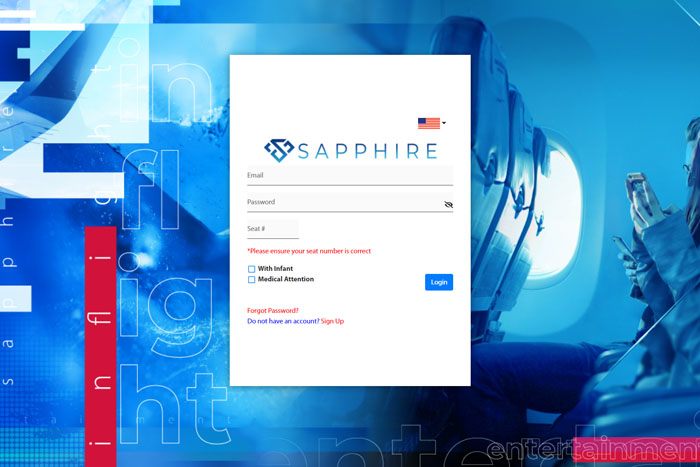 SAPPHIRE
Email
Password
Seat #
*Please ensure your seat number is correct
With Infant
Medical Attention
Login
Forgot Password?
Do not have an account? Sign Up
in
fl
ig
ht
infli
entertainment